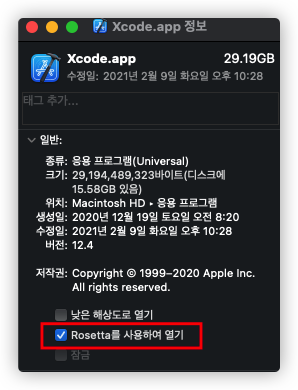 Xcode.app 정보
Xcode.app
29.19GB
수정일: 2021년 2월 9일 화요일 오후 10:28
태그 추가...
일반:
종류: 응용 프로그램(Universal)
크기: 29,194,489,323바이트(디스크에
15.58GB 있음)
위치: Macintosh HD ▸ 응용 프로그램
생성일: 2020년 12월 19일 토요일 오전 8:20
수정일: 2021년 2월 9일 화요일 오후 10:28
버전: 12.4
저작권: Copyright © 1999–2020 Apple Inc.
All rights reserved.
낮은 해상도로 열기
Rosetta를 사용하여 열기
잠금